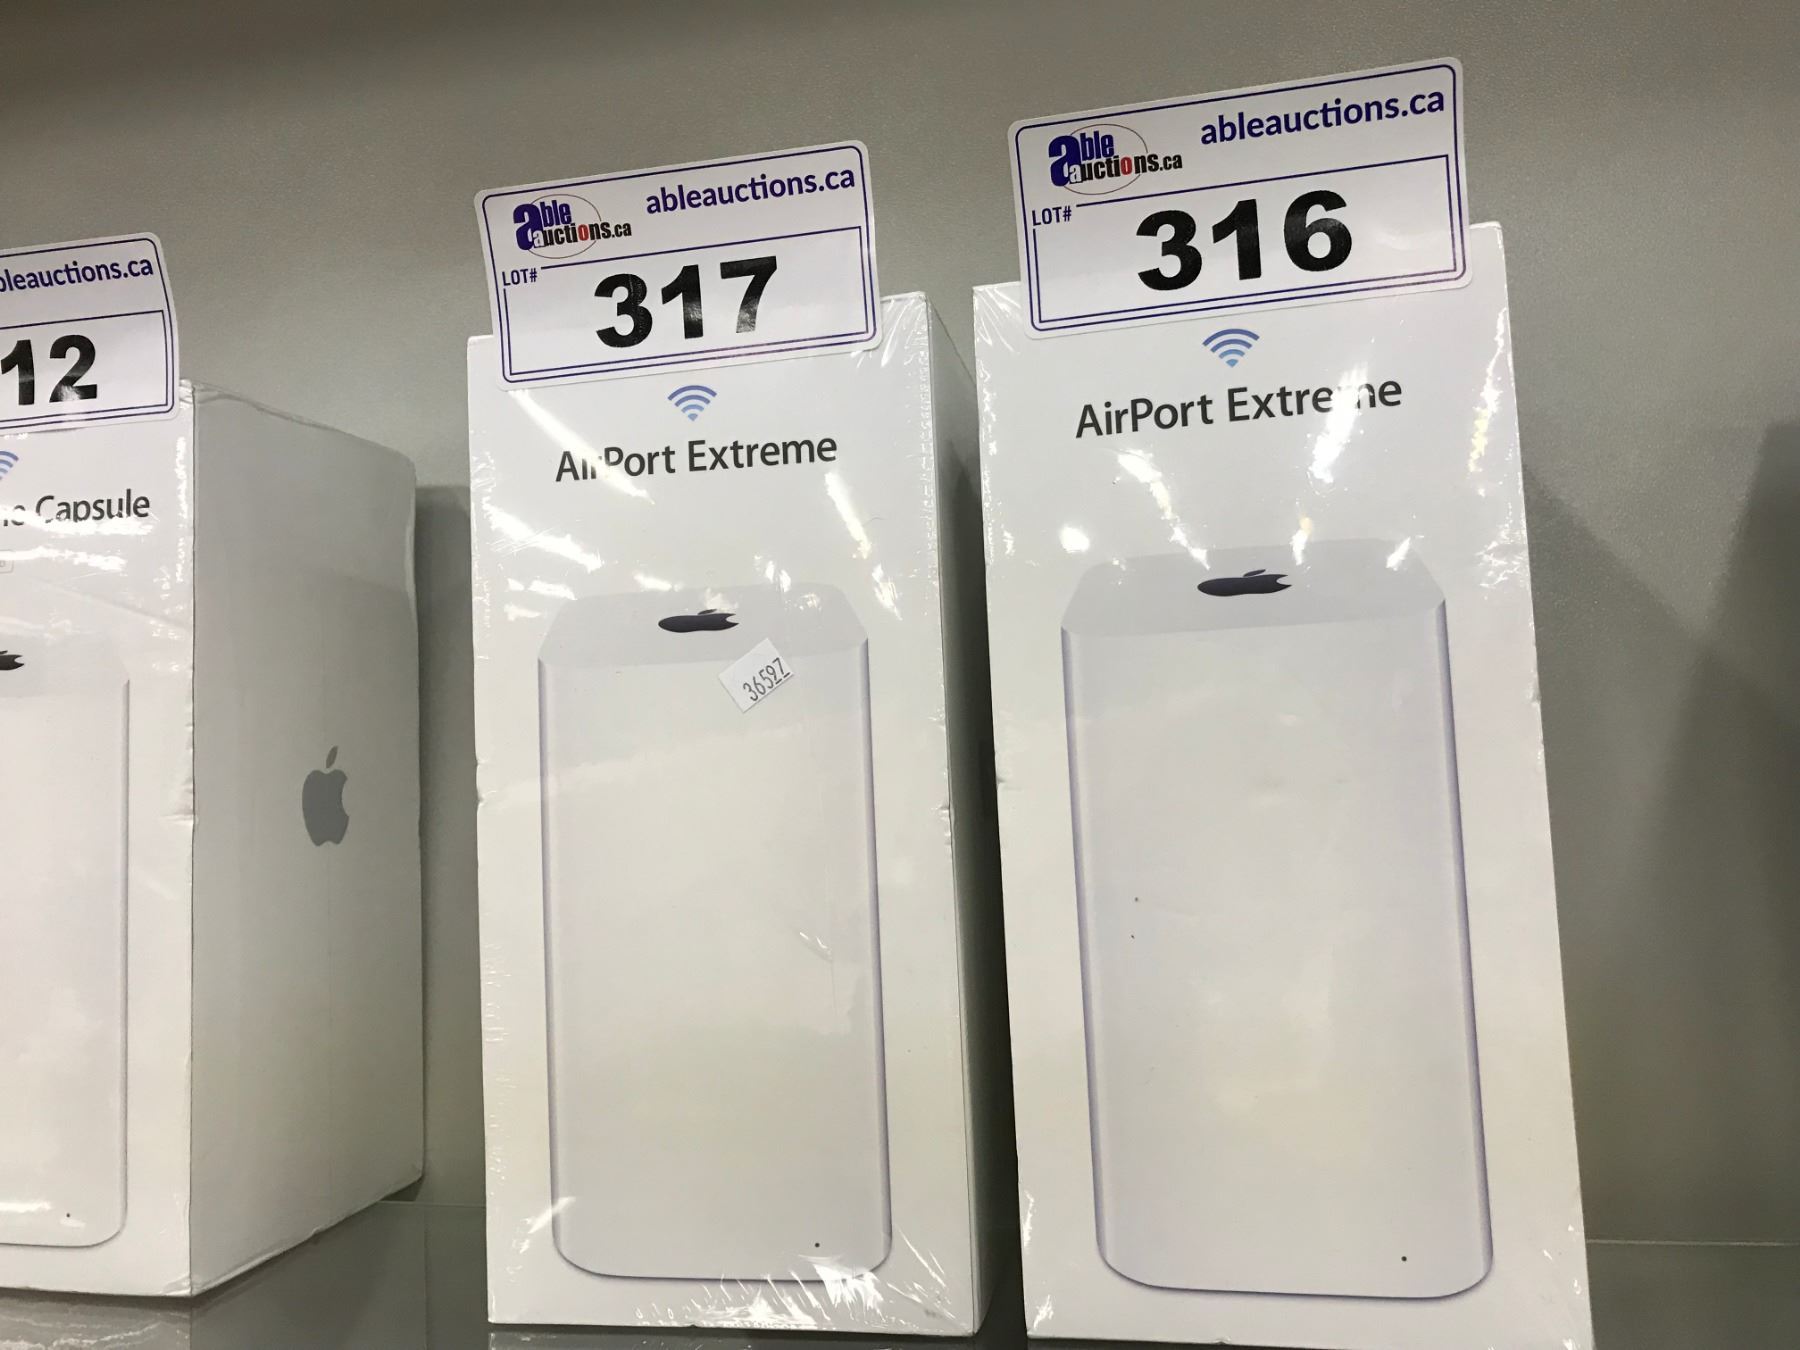 bleauctions.ca
12
Capsule
able auctions.ca
ableauctions.ca
LOT#
317
AirPort Extreme
36597
able auctions.ca
ableauctions.ca
LOT#
316
AirPort Extreme